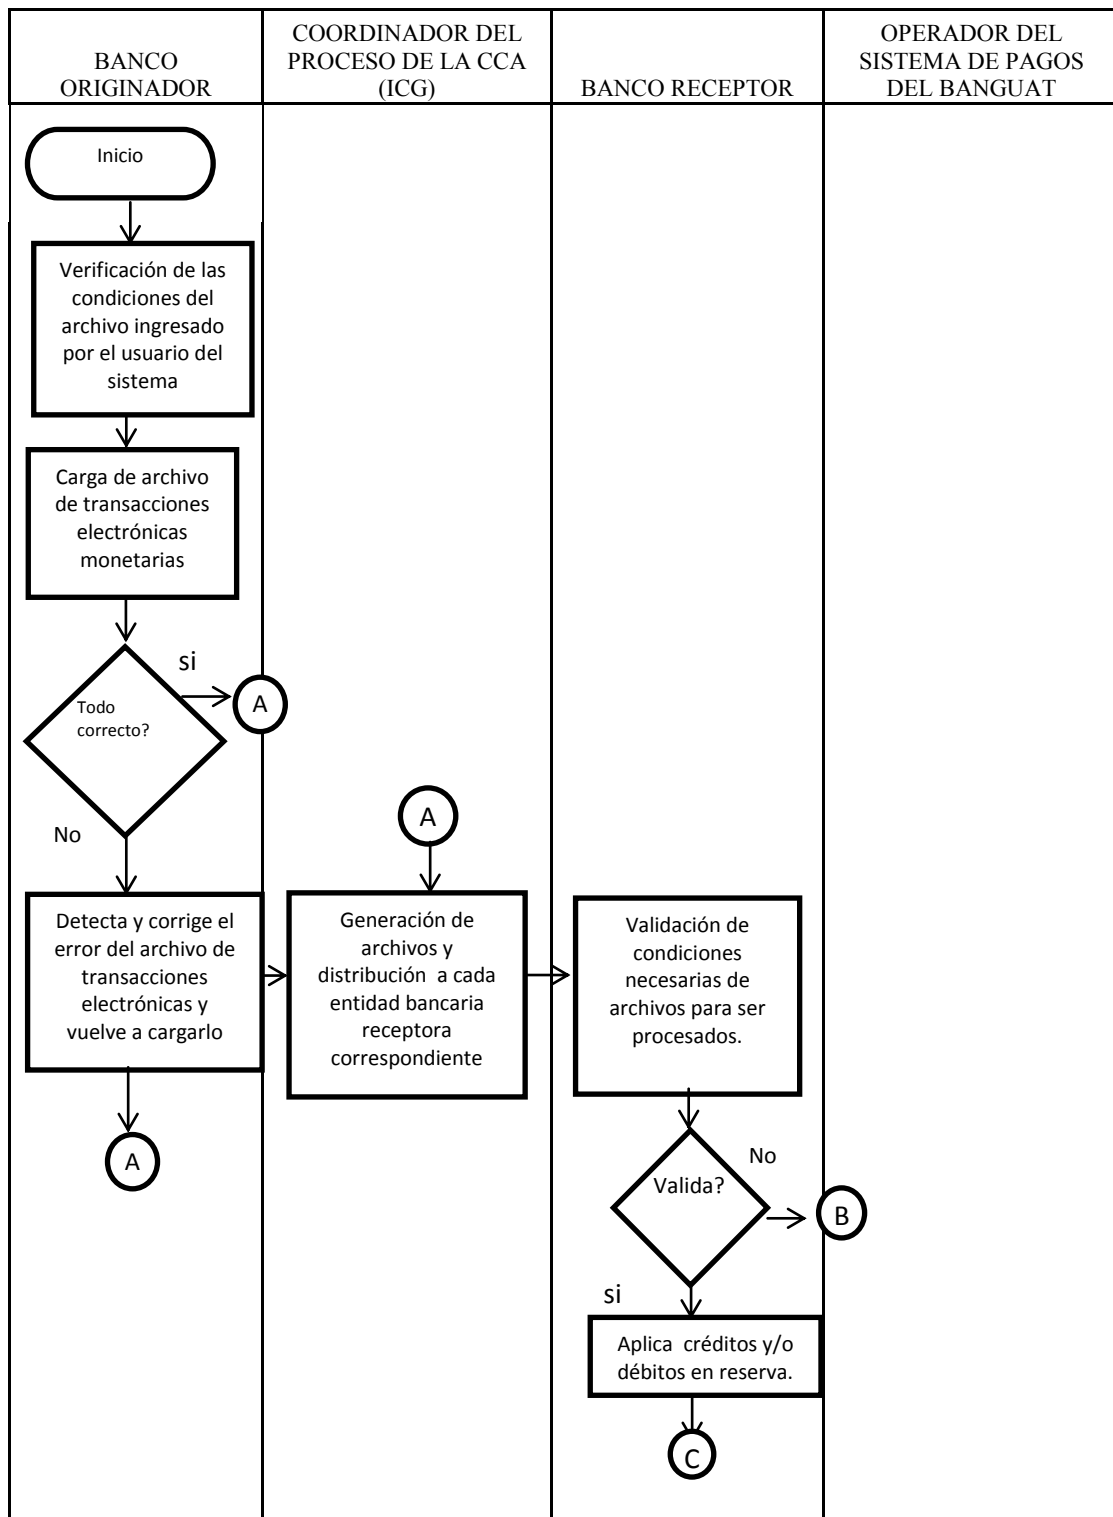 BANCO
ORIGINADOR
COORDINADOR DEL
PROCESO DE LA CCA
(ICG)
BANCO RECEPTOR
OPERADOR DEL
SISTEMA DE PAGOS
DEL BANGUAT
Inicio
Verificación de las
condiciones del
archivo ingresado
por el usuario del
sistema
Carga de archivo
de transacciones
electrónicas
monetarias
Todo
correcto?
si
A
No
Detecta y corrige el
error del archivo de
transacciones
electrónicas y
vuelve a cargarlo
A
A
Generación de
archivos y
distribución a cada
entidad bancaria
receptora
correspondiente
Validación de
condiciones
necesarias de
archivos para ser
procesados.
Valida?
No
B
si
Aplica créditos y/o
débitos en reserva.
C